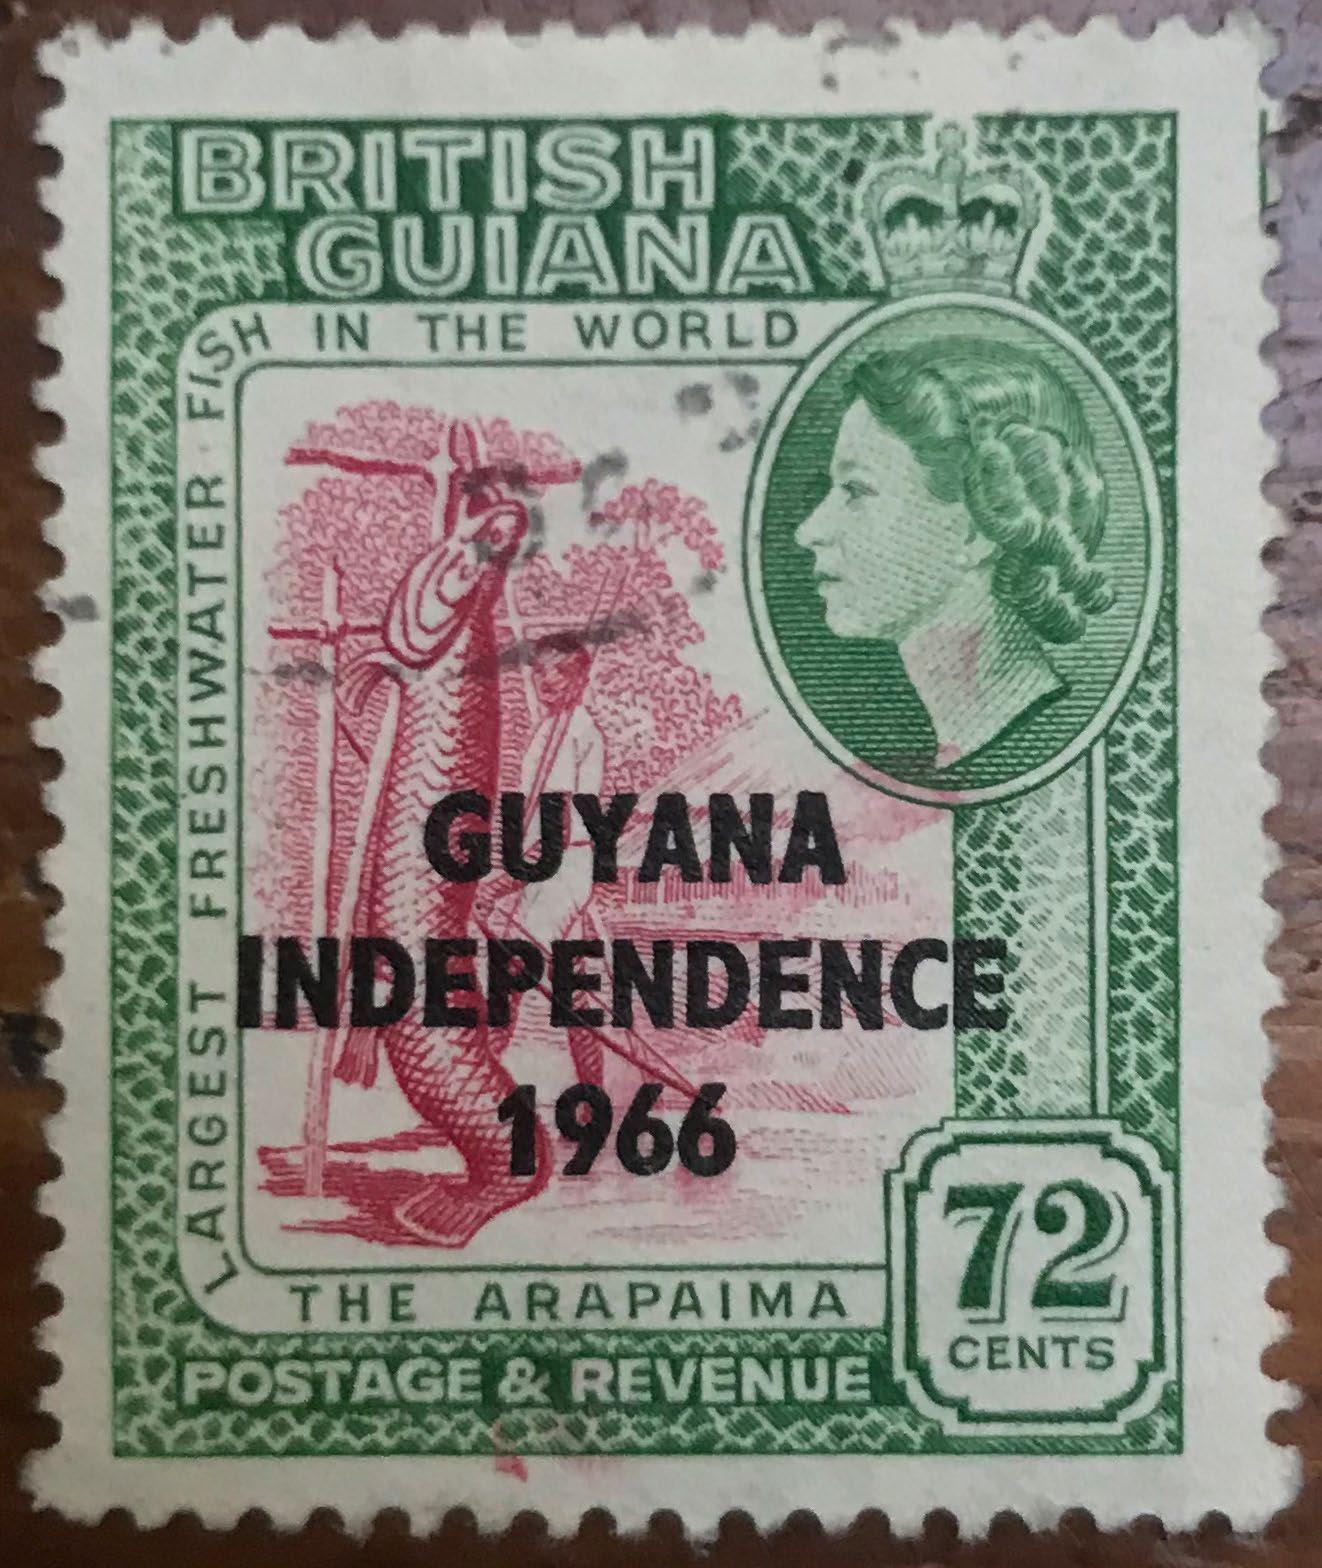 BRITISH
GUIANA
LARGEST FRESHWATER FISH IN THE WORLD
GUYANA
INDEPENDENCE
1966
72
CENTS
THE ARAPAIMA
POSTAGE & REVENUE